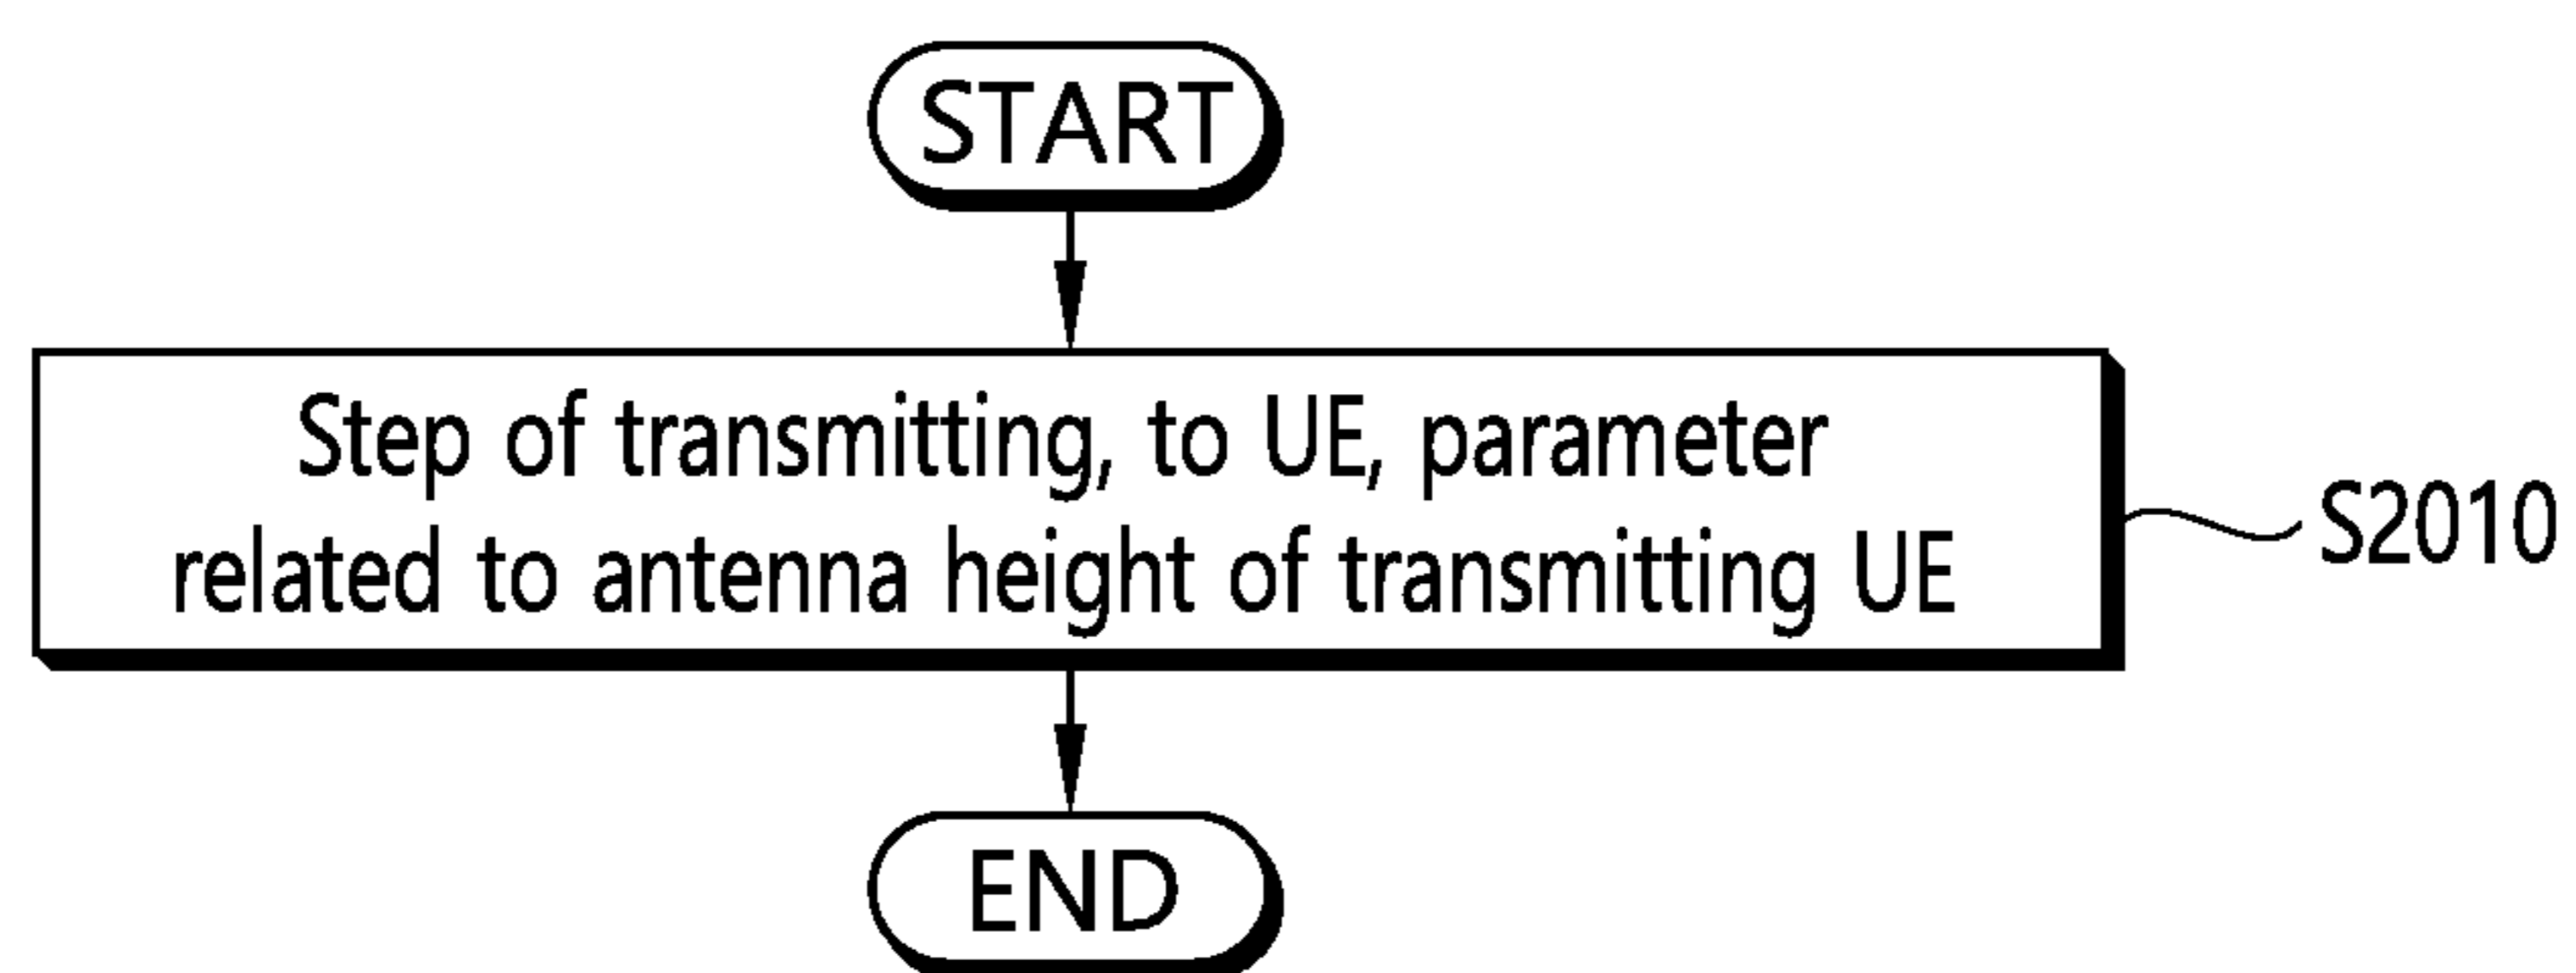 START
Step of transmitting, to UE, parameter
related to antenna height of transmitting UE
S2010
END